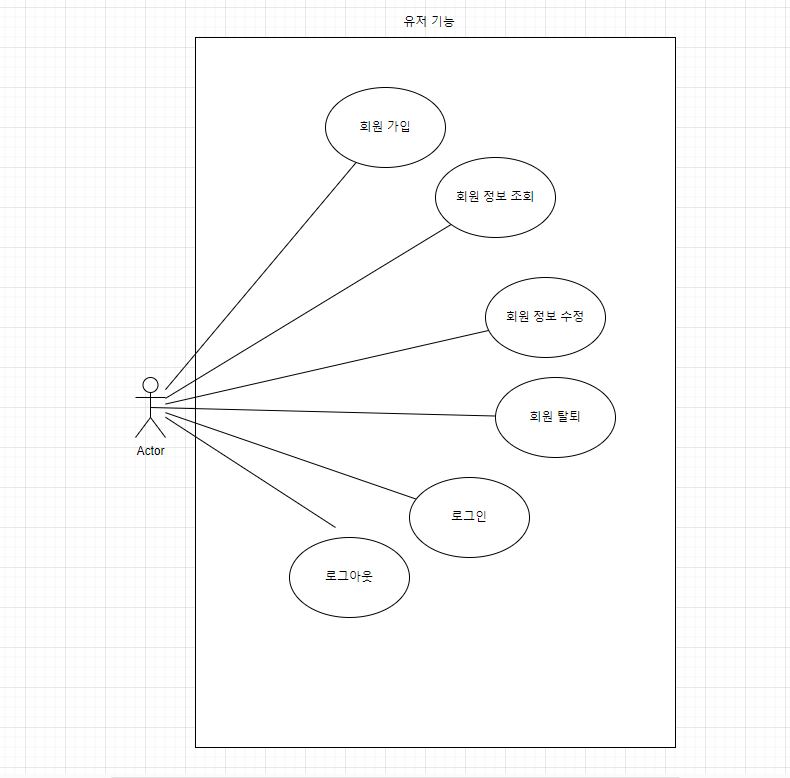 유저 기능
회원 가입
회원 정보 조회
회원 정보 수정
회원 탈퇴
로그인
로그아웃
Actor